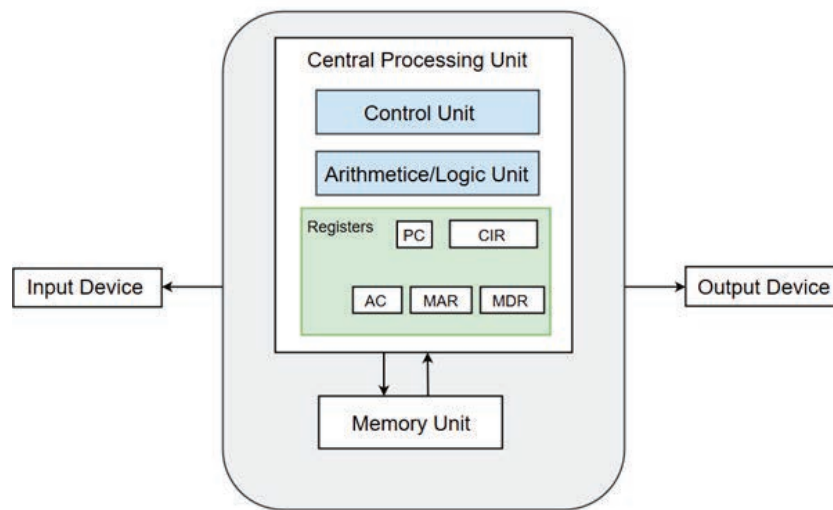 Central Processing Unit
Control Unit
Arithmetice/Logic Unit
Registers
PC
CIR
AC
MAR
MDR
Input Device
Output Device
Memory Unit